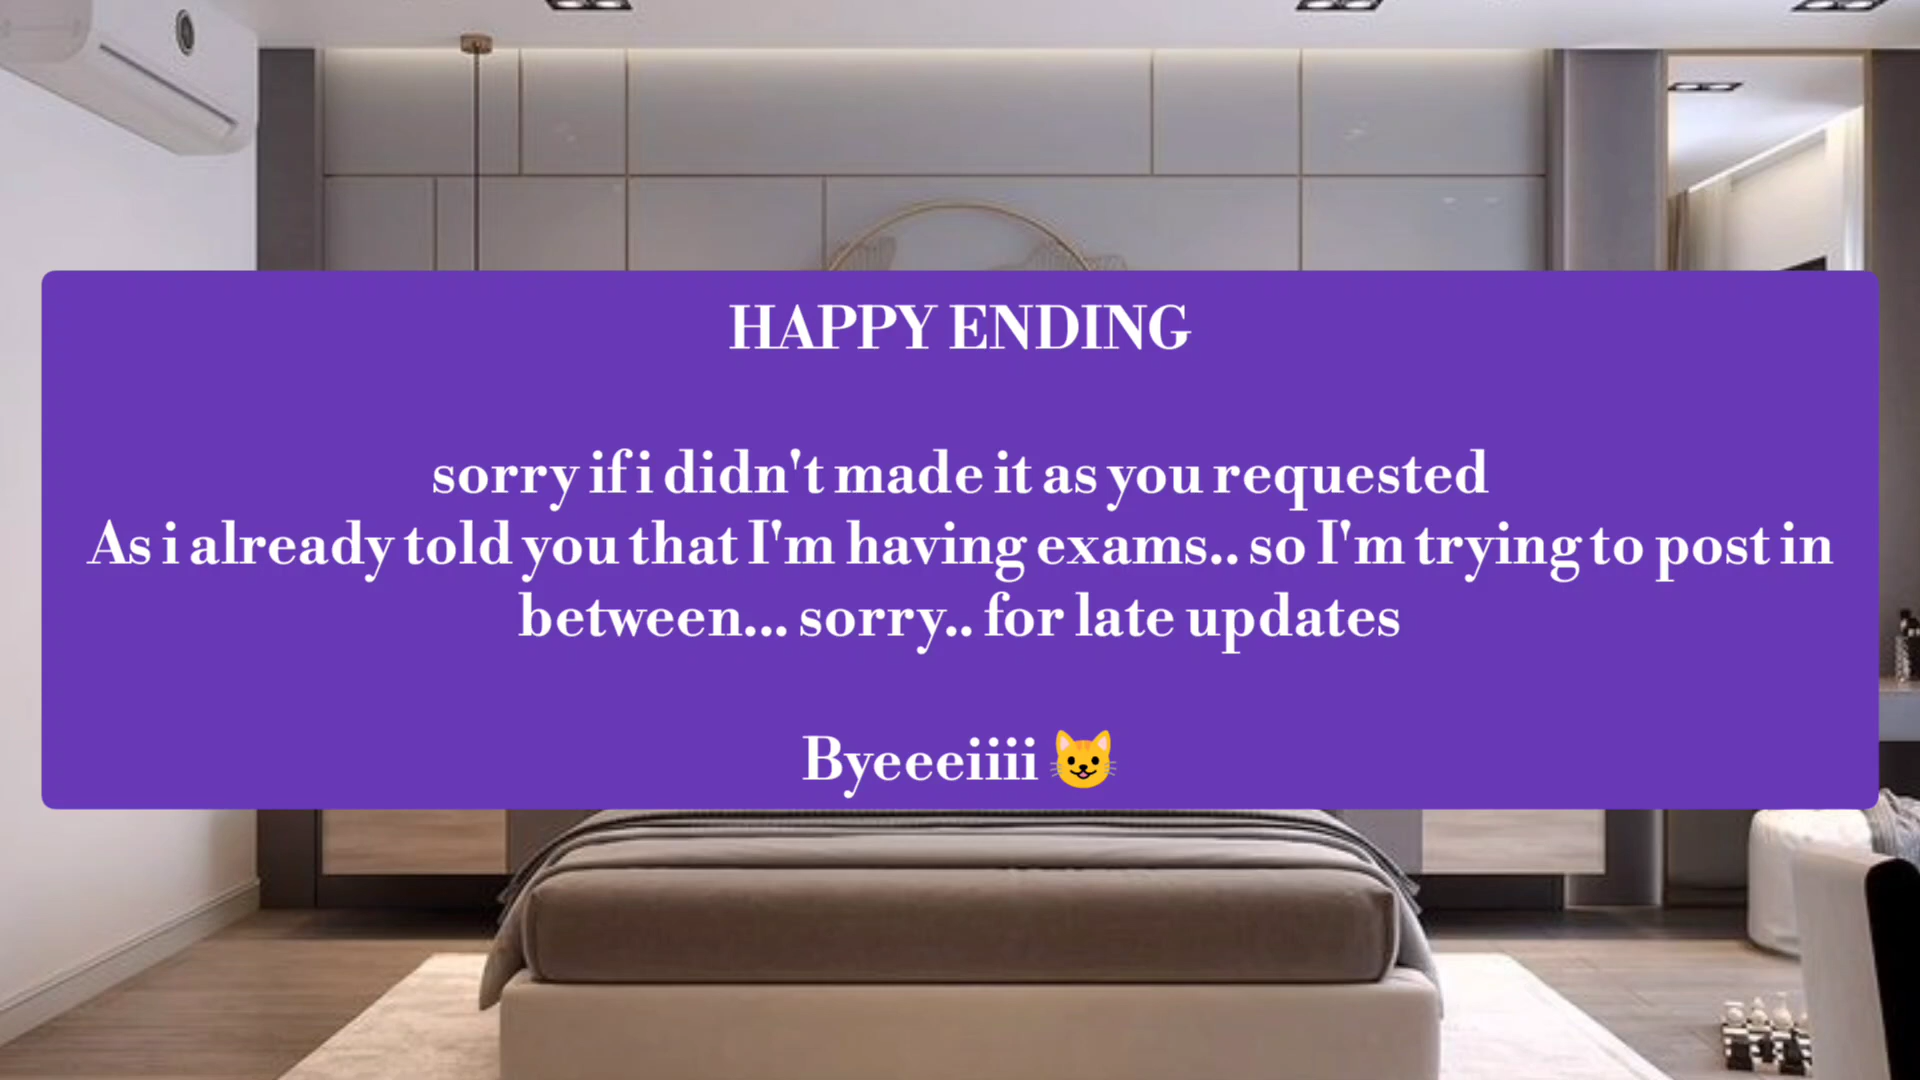 HAPPY ENDING
sorry if i didn't made it as you requested
As i already told you that I'm having exams.. so I'm trying to post in
between... sorry.. for late updates
Byeeeiiii 😺